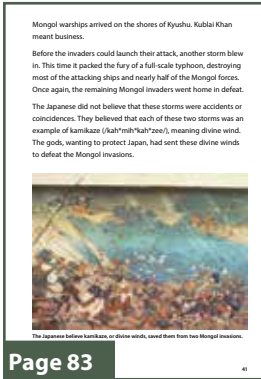 Mongol warships arrived on the shores of Kyushu. Kublai Khan
meant business.
Before the invaders could launch their attack, another storm blew
in. This time it packed the fury of a full-scale typhoon, destroying
most of the attacking ships and nearly half of the Mongol forces.
Once again, the remaining Mongol invaders went home in defeat.
The Japanese did not believe that these storms were accidents or
coincidences. They believed that each of these two storms was an
example of kamikaze (/kah*mih*kah*zee/), meaning divine wind.
The gods, wanting to protect Japan, had sent these divine winds
to defeat the Mongol invasions.
The Japanese believe kamikaze, or divine winds, saved them from two Mongol invasions.
Page 83
41